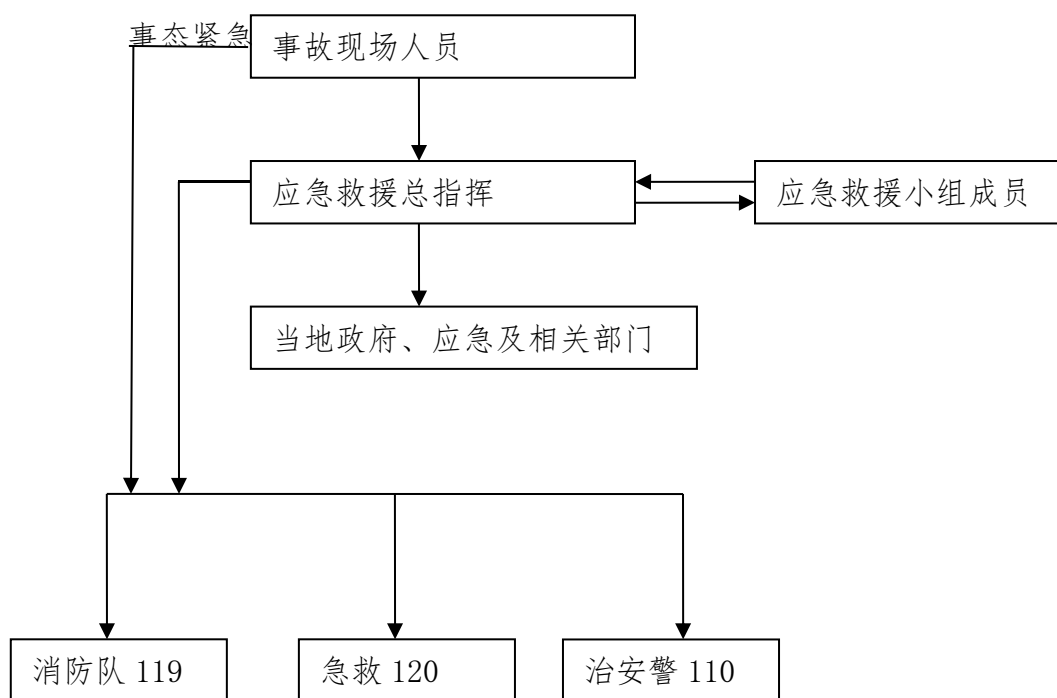 事态紧急
事故现场人员
应急救援总指挥
应急救援小组成员
当地政府、应急及相关部门
消防队 119
急救 120
治安警 110